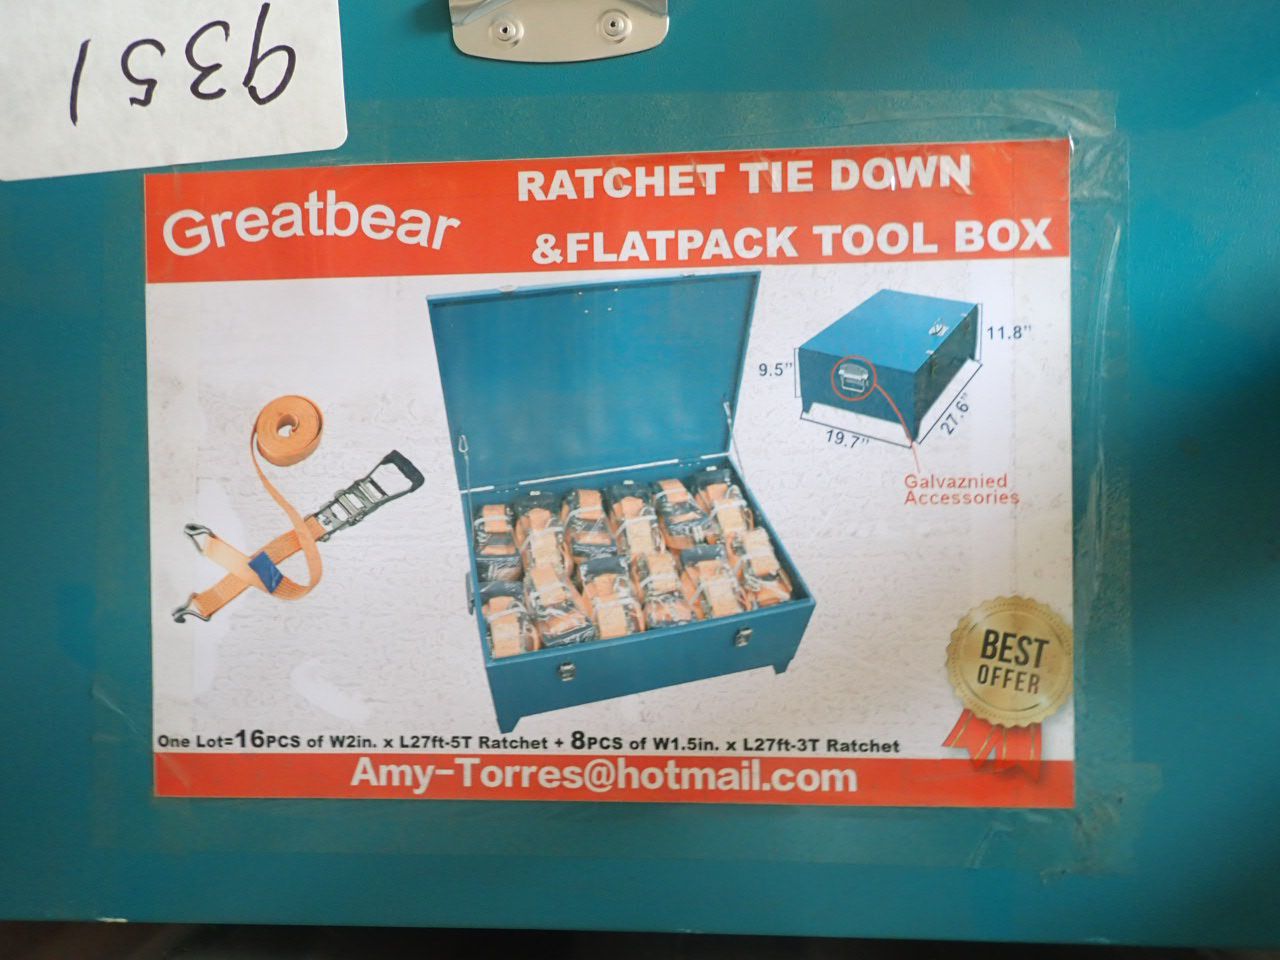 9351
Greatbear
RATCHET TIE DOWN
&FLATPACK TOOL BOX
11.8"
9.5"
19.7"
27.6"
Galvaznied
Accessories
BEST
OFFER
One Lot=16PCS of W2in. x L27ft-5T Ratchet + 8PCS of W1.5in. x L27ft-3T Ratchet
Amy-Torres@hotmail.com